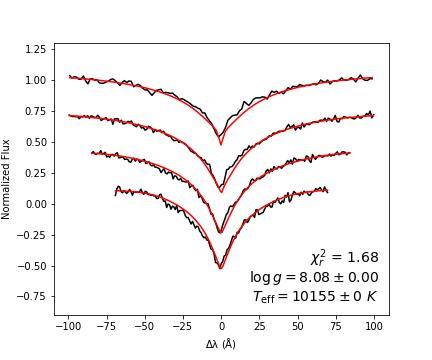 1.25
1.00
0.75
0.50
0.25
0.00
−0.25
−0.50
−0.75
Normalized Flux
χ²ᵣ = 1.68
log g = 8.08 ± 0.00
Teff = 10155 ± 0 K
−100 −75 −50 −25 0 25 50 75 100
Δλ (Å)